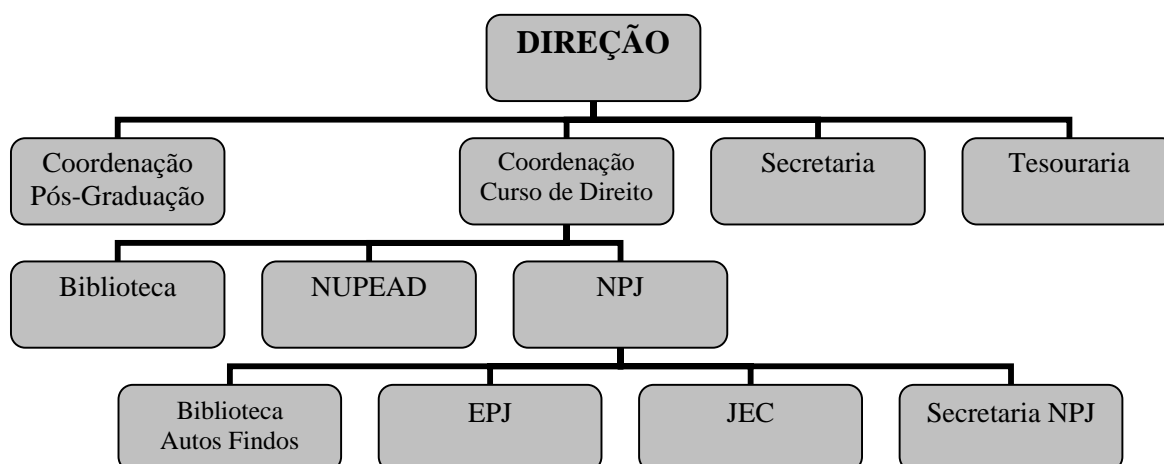 DIREÇÃO
Coordenação
Pós-Graduação
Coordenação
Curso de Direito
Secretaria
Tesouraria
Biblioteca
NUPEAD
NPJ
Biblioteca
Autos Findos
EPJ
JEC
Secretaria NPJ